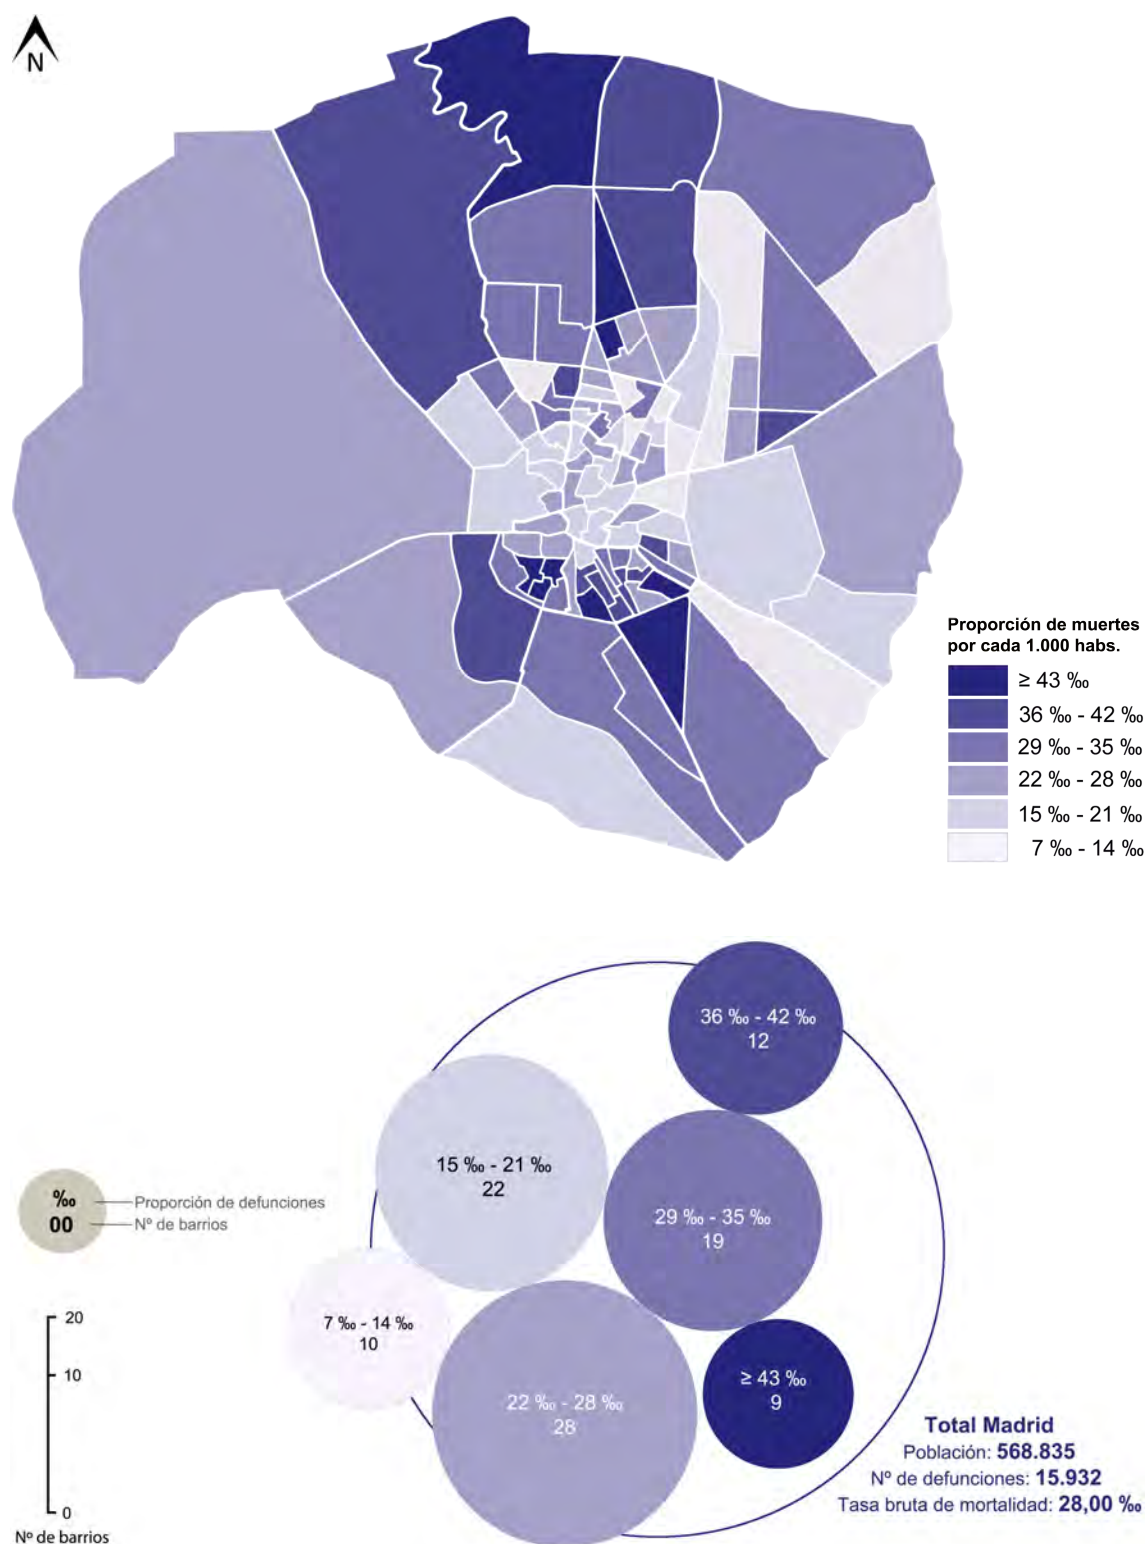 N
Proporción de muertes
por cada 1.000 habs.
≥ 43 ‰
36 ‰ - 42 ‰
29 ‰ - 35 ‰
22 ‰ - 28 ‰
15 ‰ - 21 ‰
7 ‰ - 14 ‰
36 ‰ - 42 ‰
12
15 ‰ - 21 ‰
22
29 ‰ - 35 ‰
19
‰
Proporción de defunciones
00
Nº de barrios
7 ‰ - 14 ‰
10
22 ‰ - 28 ‰
28
≥ 43 ‰
9
20
10
0
Nº de barrios
Total Madrid
Población: 568.835
Nº de defunciones: 15.932
Tasa bruta de mortalidad: 28,00 ‰